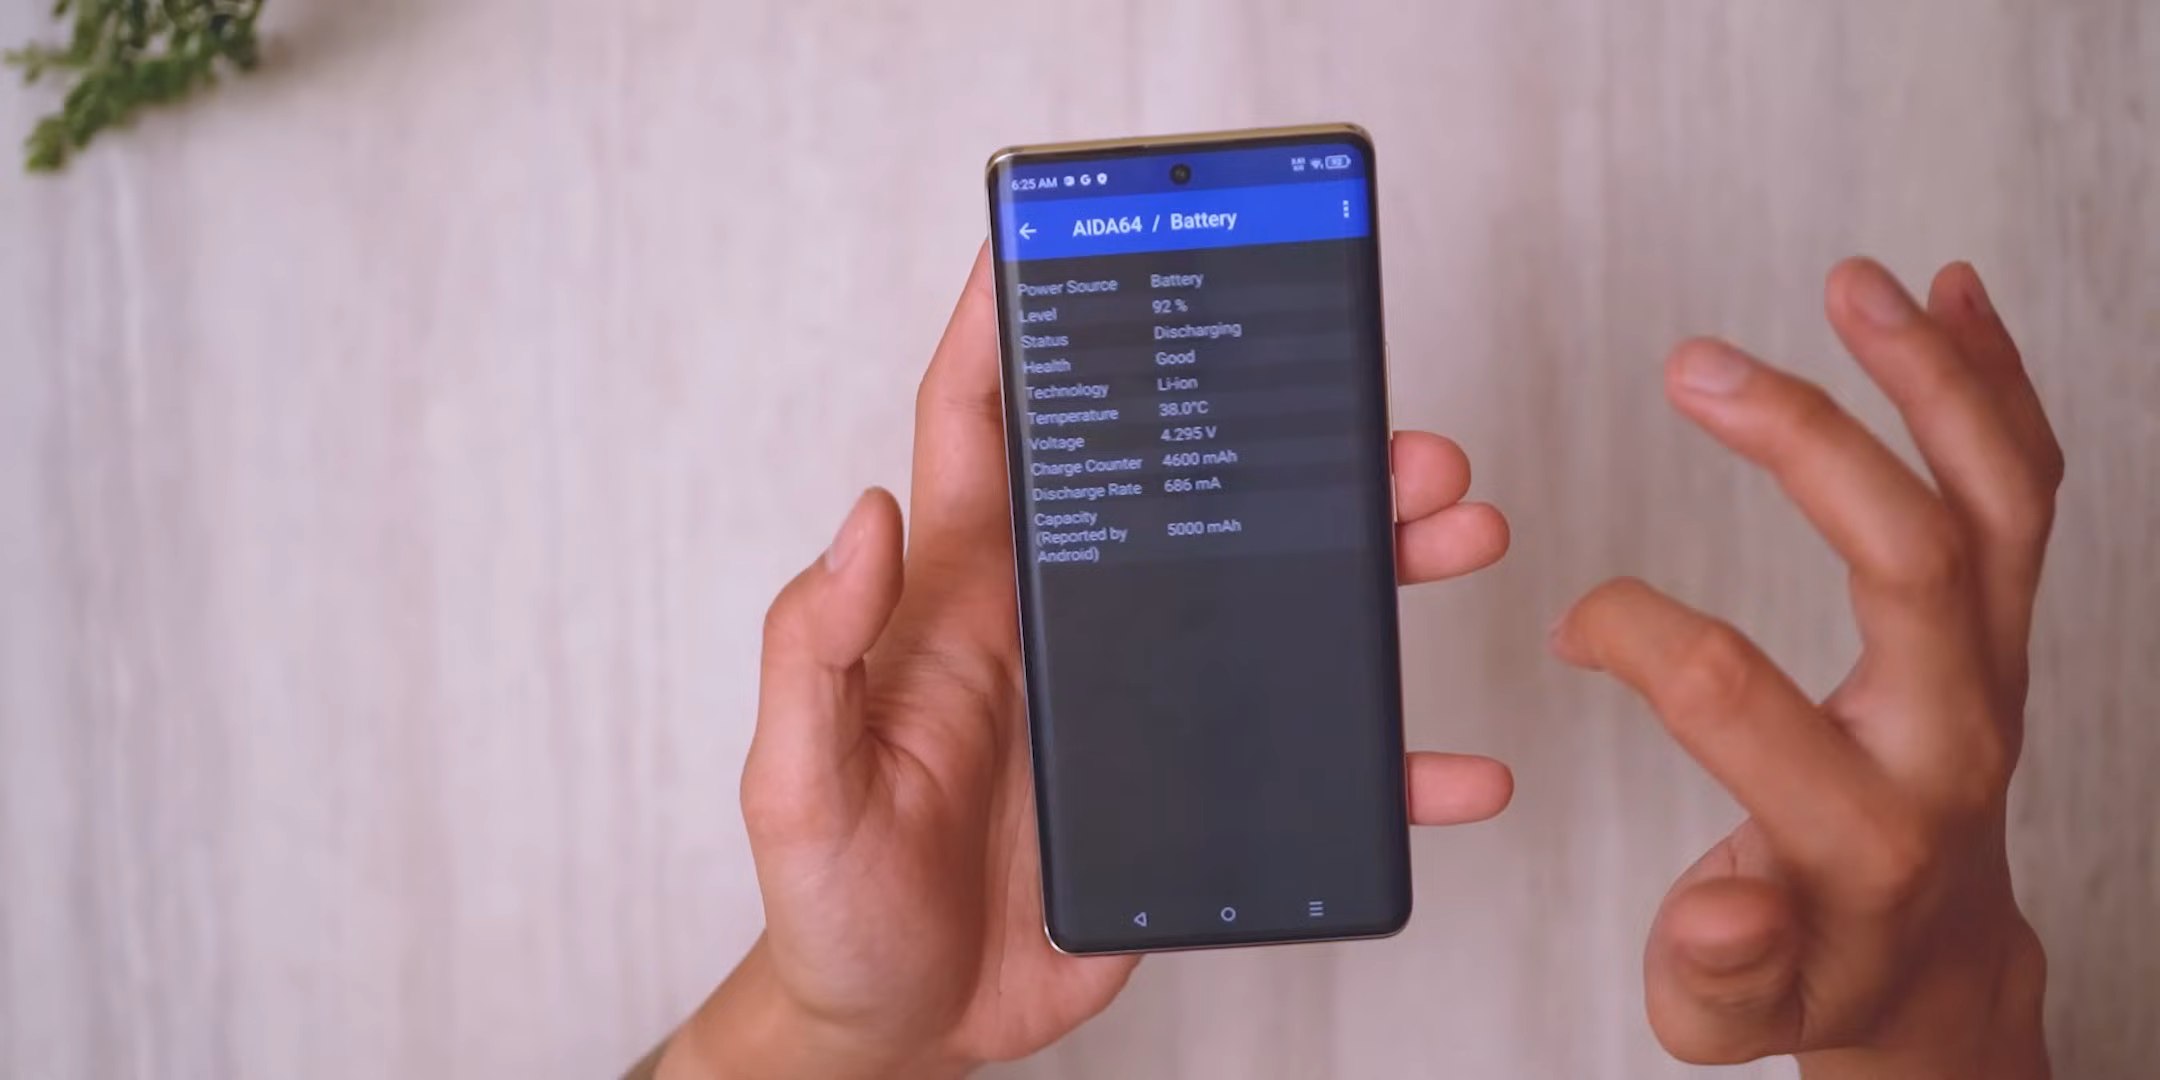 6:25 AM
92
AIDA64 / Battery
Power Source Battery
Level 92 %
Status Discharging
Health Good
Technology Li-ion
Temperature 38.0°C
Voltage 4.295 V
Charge Counter 4600 mAh
Discharge Rate 686 mA
Capacity
(Reported by 5000 mAh
Android)